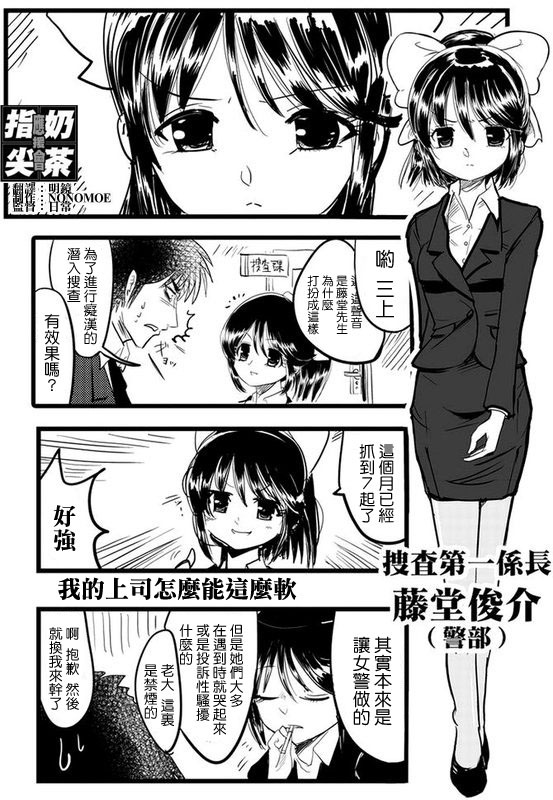 指奶
尖茶
翻譯:明鏡
製作:NONOMOE
監督:日常
喲 三上
這 這聲音
是藤堂先生
為什麼
打扮成這樣
搜查課
為了進行癡漢的
潛入搜查
有效果嗎?
這個月已經
抓到7起了
好強
搜查第一係長
藤堂俊介
(警部)
我的上司怎麼能這麼軟
其實本來是
讓女警做的
但是她們大多
在遇到時就哭起來
或是投訴性騷擾
什麼的
老大 這裏
是禁煙的
啊 抱歉 然後
就換我來幹了